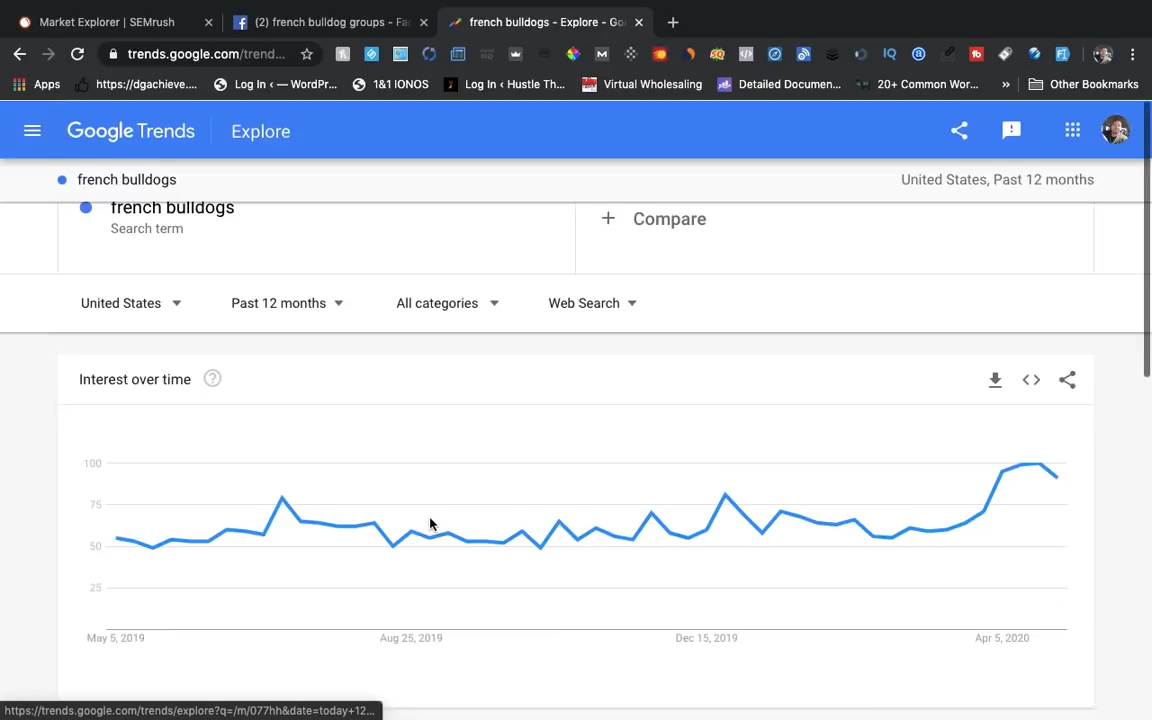 Market Explorer | SEMrush
(2) french bulldog groups - Fac
french bulldogs - Explore - Goo
trends.google.com/trend...
Apps
https://dgachieve....
Log In ‹ — WordPr...
1&1 IONOS
Log In ‹ Hustle Th...
Virtual Wholesaling
Detailed Documen...
20+ Common Wor...
»
Other Bookmarks
Google Trends
Explore
french bulldogs
United States, Past 12 months
french bulldogs
Search term
+ Compare
United States
Past 12 months
All categories
Web Search
Interest over time
100
75
50
25
May 5, 2019
Aug 25, 2019
Dec 15, 2019
Apr 5, 2020
https://trends.google.com/trends/explore?q=/m/077hh&date=today+12...